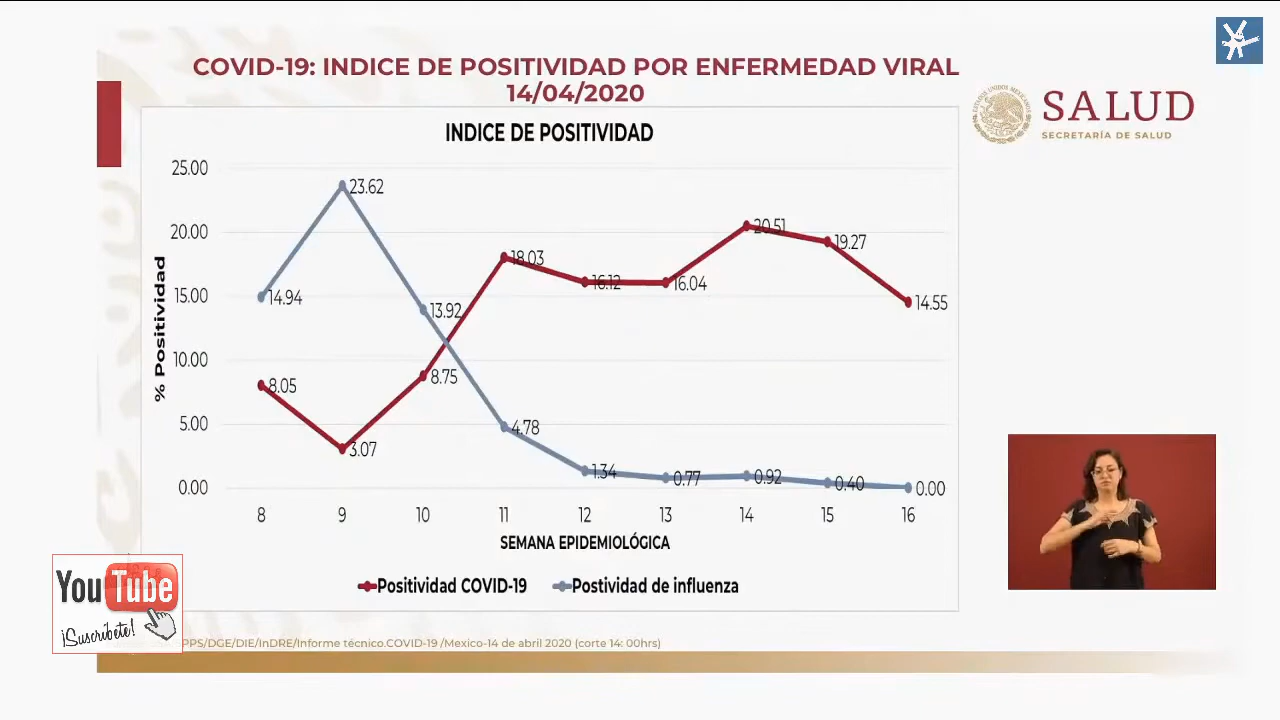 COVID-19: INDICE DE POSITIVIDAD POR ENFERMEDAD VIRAL
14/04/2020
SALUD
SECRETARÍA DE SALUD
INDICE DE POSITIVIDAD
25.00
20.00
15.00
10.00
5.00
0.00
% Positividad
23.62
14.94
13.92
4.78
1.34
0.77
0.92
0.40
0.00
8.05
3.07
8.75
18.03
16.12
16.04
20.51
19.27
14.55
8 9 10 11 12 13 14 15 16
SEMANA EPIDEMIOLÓGICA
Positividad COVID-19 Postividad de influenza
YouTube
¡Suscríbete!
PPS/DGE/DIE/InDRE/Informe técnico.COVID-19 /Mexico-14 de abril 2020 (corte 14: 00hrs)